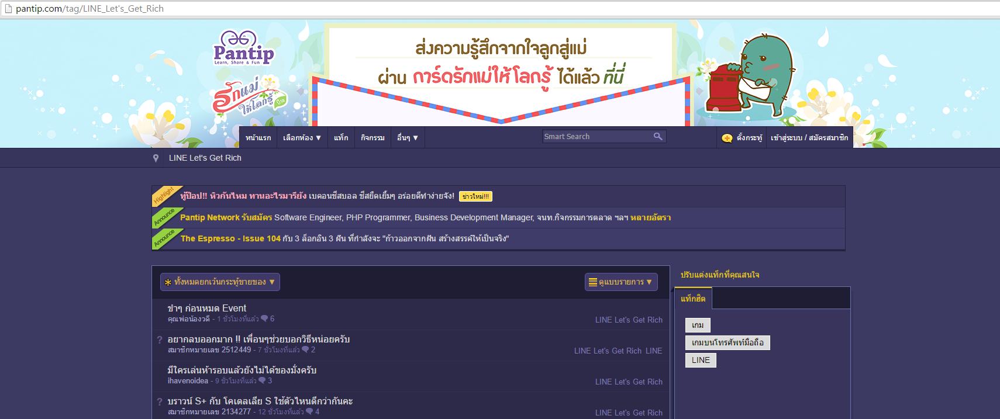 pantip.com/tag/LINE_Let's_Get_Rich
Pantip
Learn, Share & Fun
รักแม่
ให้โลกรู้
ปี 58
ส่งความรู้สึกจากใจลูกสู่แม่
ผ่าน การ์ดรักแม่ให้โลกรู้ ได้แล้ว ที่นี่
หน้าแรก เลือกห้อง ▼ แท็ก กิจกรรม อื่นๆ ▼ Smart Search ตั้งกระทู้ เข้าสู่ระบบ / สมัครสมาชิก
LINE Let's Get Rich
Highlight ทู้ป๊อป!! หิวกันไหม ทานอะไรมารึยัง เบคอนชีสบอล ชีสยืดเยิ้มๆ อร่อยดีทำง่ายจัง! ข่าวใหม่!!!
Announce Pantip Network รับสมัคร Software Engineer, PHP Programmer, Business Development Manager, จนท.กิจกรรมการตลาด ฯลฯ หลายอัตรา
Announce The Espresso - Issue 104 กับ 3 ล็อกอิน 3 ฝัน ที่กำลังจะ "ก้าวออกจากฝัน สร้างสรรค์ให้เป็นจริง"
ทั้งหมดยกเว้นกระทู้ขายของ ▼ ดูแบบรายการ ▼
ขำๆ ก่อนหมด Event
คุณพ่อน้องวดี - 1 ชั่วโมงที่แล้ว 6 LINE Let's Get Rich
? อยากลบออกมาก !! เพื่อนๆช่วยบอกวิธีหน่อยครับ
สมาชิกหมายเลข 2512449 - 7 ชั่วโมงที่แล้ว 2 LINE Let's Get Rich LINE
มีใครเล่นห้ารอบแล้วยังไม่ได้ของมั่งครับ
ihavenoidea - 9 ชั่วโมงที่แล้ว 3 LINE Let's Get Rich
? บราวน์ S+ กับ โคเดลเลีย S ใช้ตัวไหนดีกว่ากันคะ
สมาชิกหมายเลข 2134277 - 12 ชั่วโมงที่แล้ว 4 LINE Let's Get Rich
ปรับแต่งแท็กที่คุณสนใจ
แท็กฮิต
เกม
เกมบนโทรศัพท์มือถือ
LINE